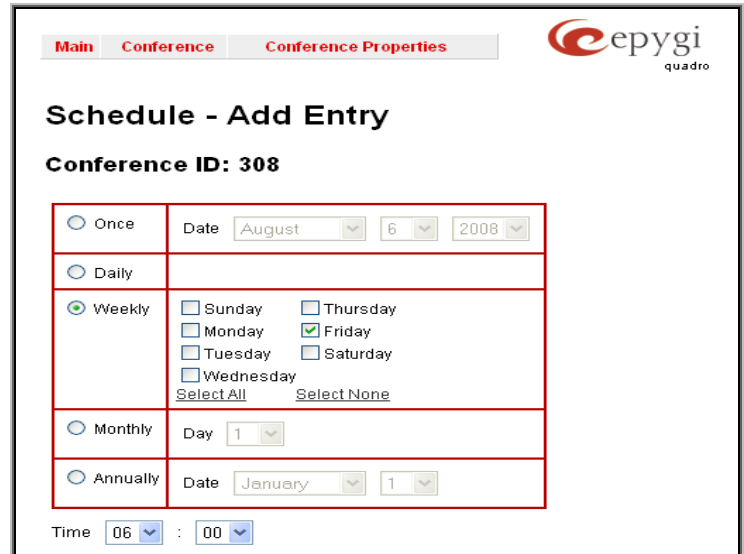 Main Conference Conference Properties
epygi
quadro
Schedule - Add Entry
Conference ID: 308
Once Date August 6 2008
Daily
Weekly Sunday Thursday
Monday Friday
Tuesday Saturday
Wednesday
Select All Select None
Monthly Day 1
Annually Date January 1
Time 06 : 00